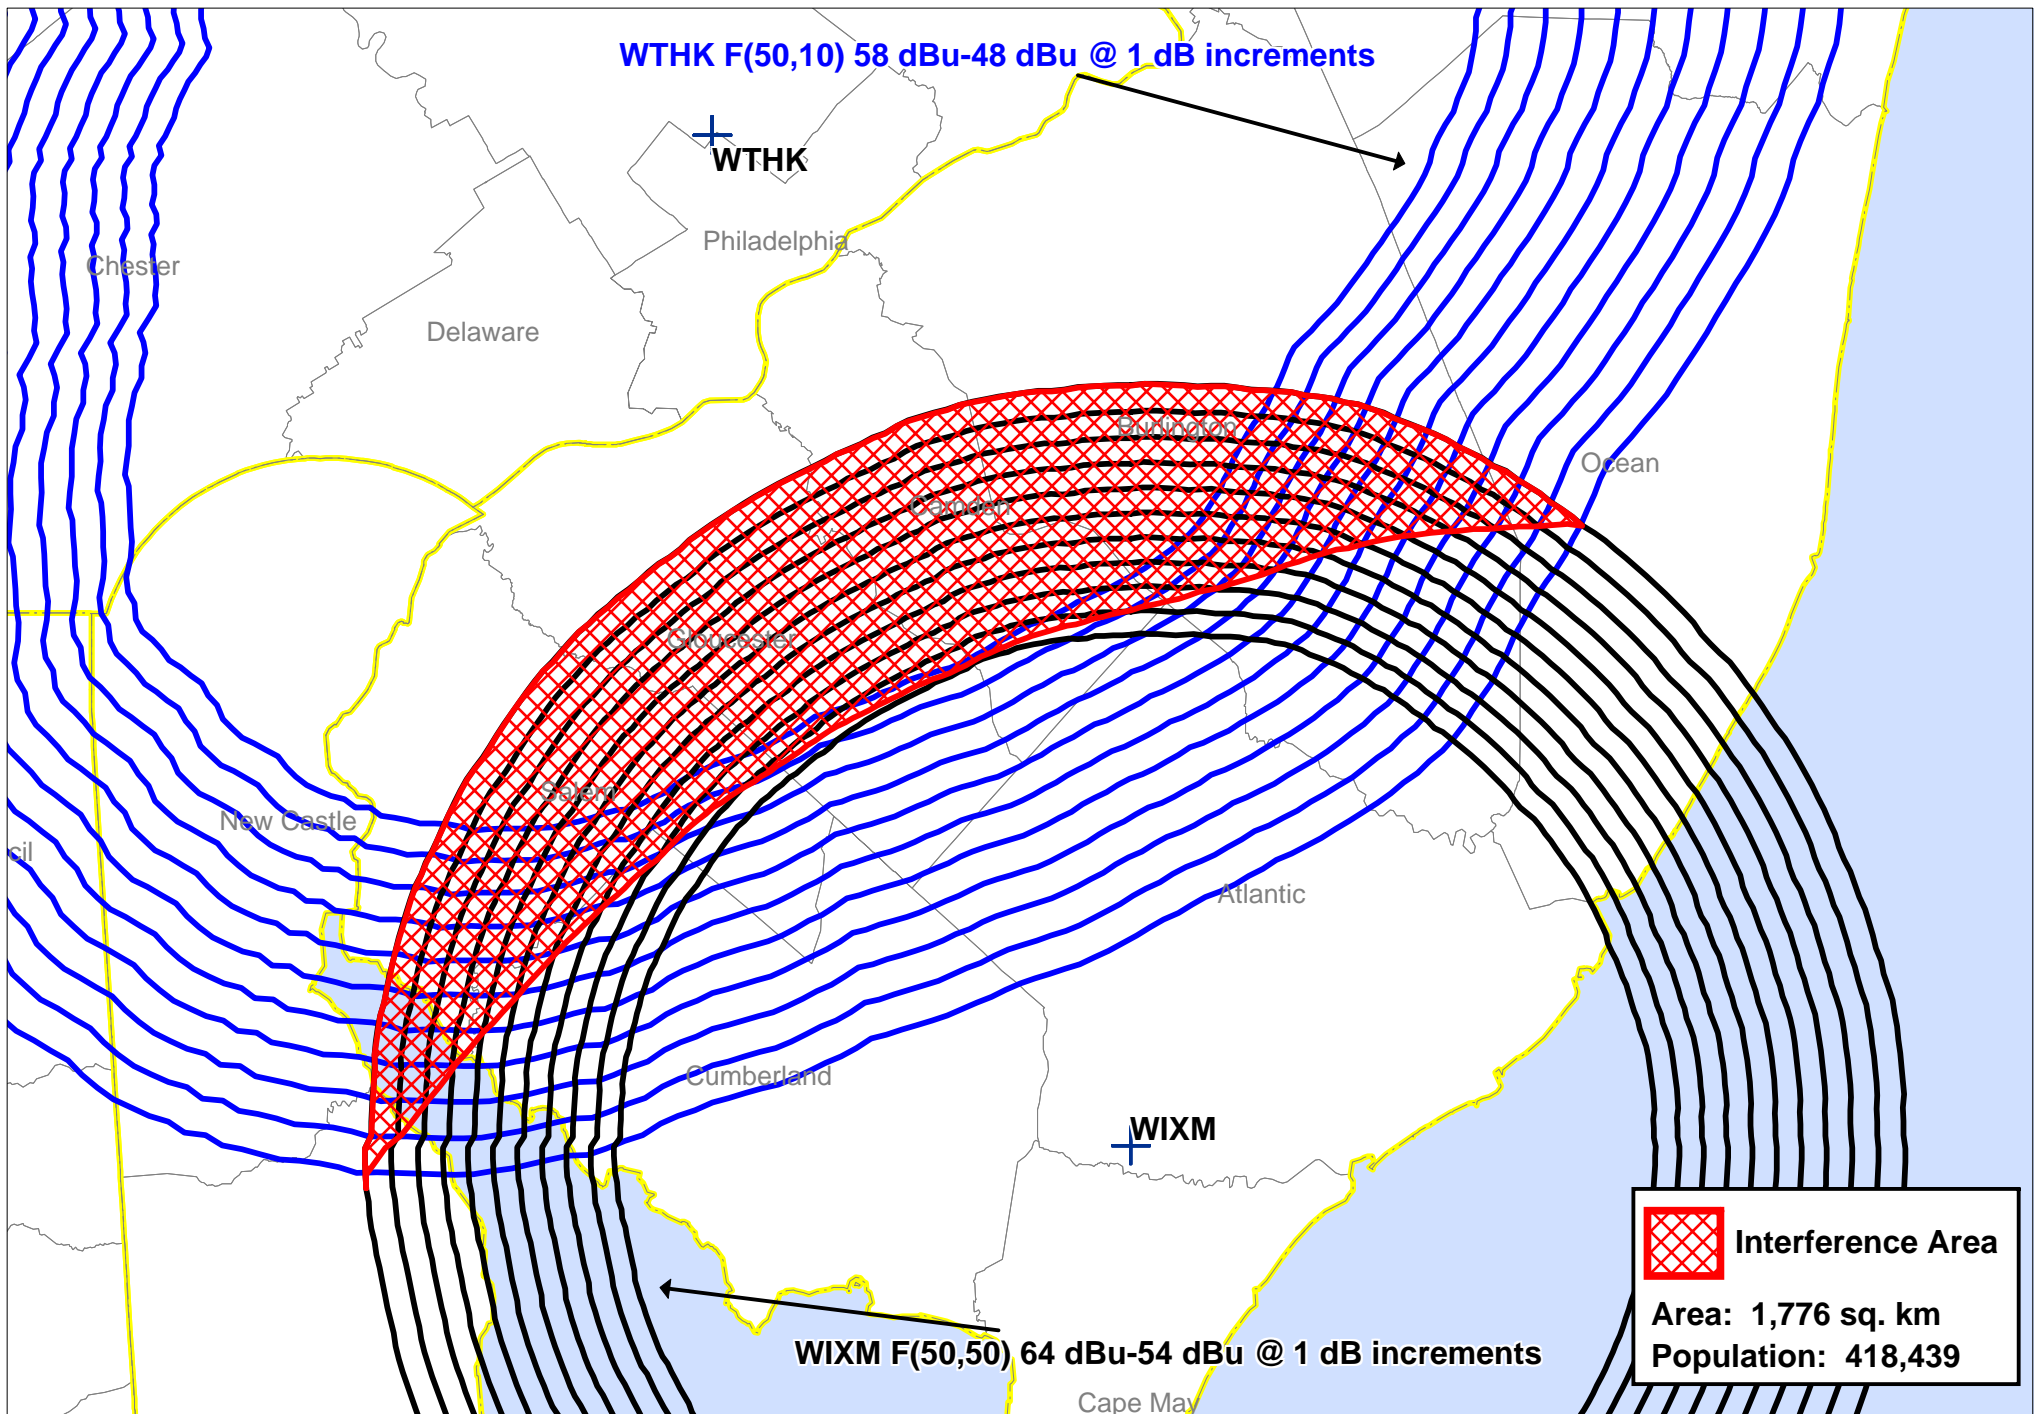 WTHK F(50,10) 58 dBu-48 dBu @ 1 dB increments
WTHK
Philadelphia
Chester
Delaware
Burlington
Ocean
Camden
Gloucester
Salem
New Castle
cil
Atlantic
Cumberland
WIXM
Interference Area
Area: 1,776 sq. km
Population: 418,439
WIXM F(50,50) 64 dBu-54 dBu @ 1 dB increments
Cape May